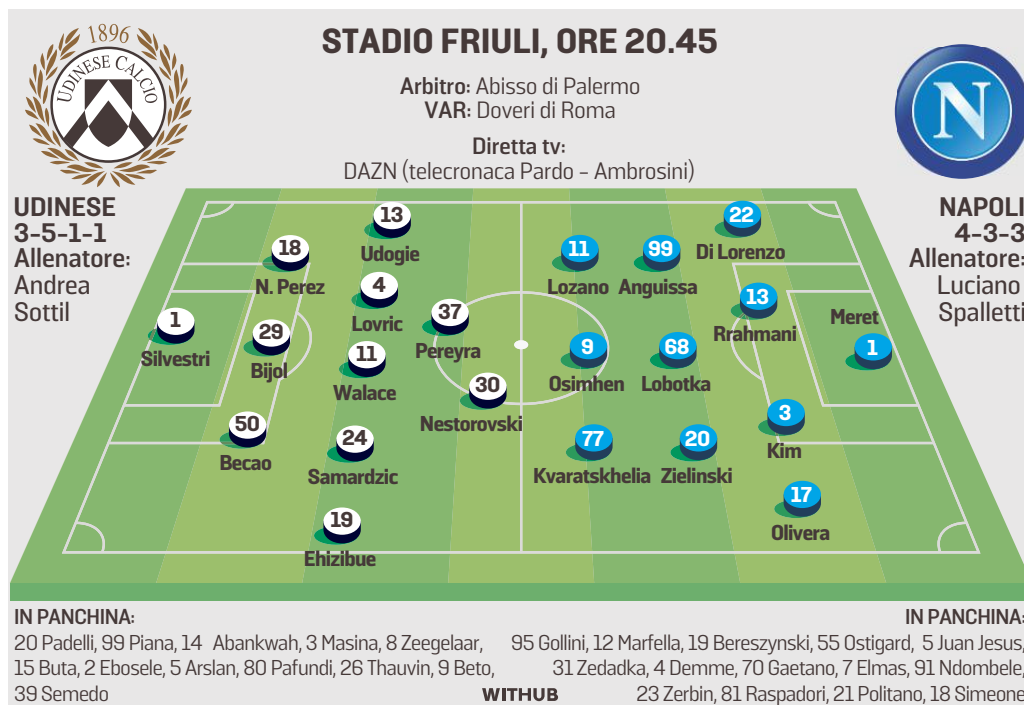 1896
UDINESE CALCIO
STADIO FRIULI, ORE 20.45
Arbitro: Abisso di Palermo
VAR: Doveri di Roma
Diretta tv:
DAZN (telecronaca Pardo - Ambrosini)
N
UDINESE
3-5-1-1
Allenatore:
Andrea
Sottil
NAPOLI
4-3-3
Allenatore:
Luciano
Spalletti
1
Silvestri
18
N. Perez
29
Bijol
50
Becao
13
Udogie
4
Lovric
11
Walace
24
Samardzic
19
Ehizibue
37
Pereyra
30
Nestorovski
11
Lozano
9
Osimhen
77
Kvaratskhelia
99
Anguissa
68
Lobotka
20
Zielinski
22
Di Lorenzo
13
Rrahmani
3
Kim
17
Olivera
Meret
1
IN PANCHINA:
20 Padelli, 99 Piana, 14 Abankwah, 3 Masina, 8 Zeegelaar,
15 Buta, 2 Ebosele, 5 Arslan, 80 Pafundi, 26 Thauvin, 9 Beto,
39 Semedo
WITHUB
IN PANCHINA:
95 Gollini, 12 Marfella, 19 Bereszynski, 55 Ostigard, 5 Juan Jesus,
31 Zedadka, 4 Demme, 70 Gaetano, 7 Elmas, 91 Ndombele,
23 Zerbin, 81 Raspadori, 21 Politano, 18 Simeone